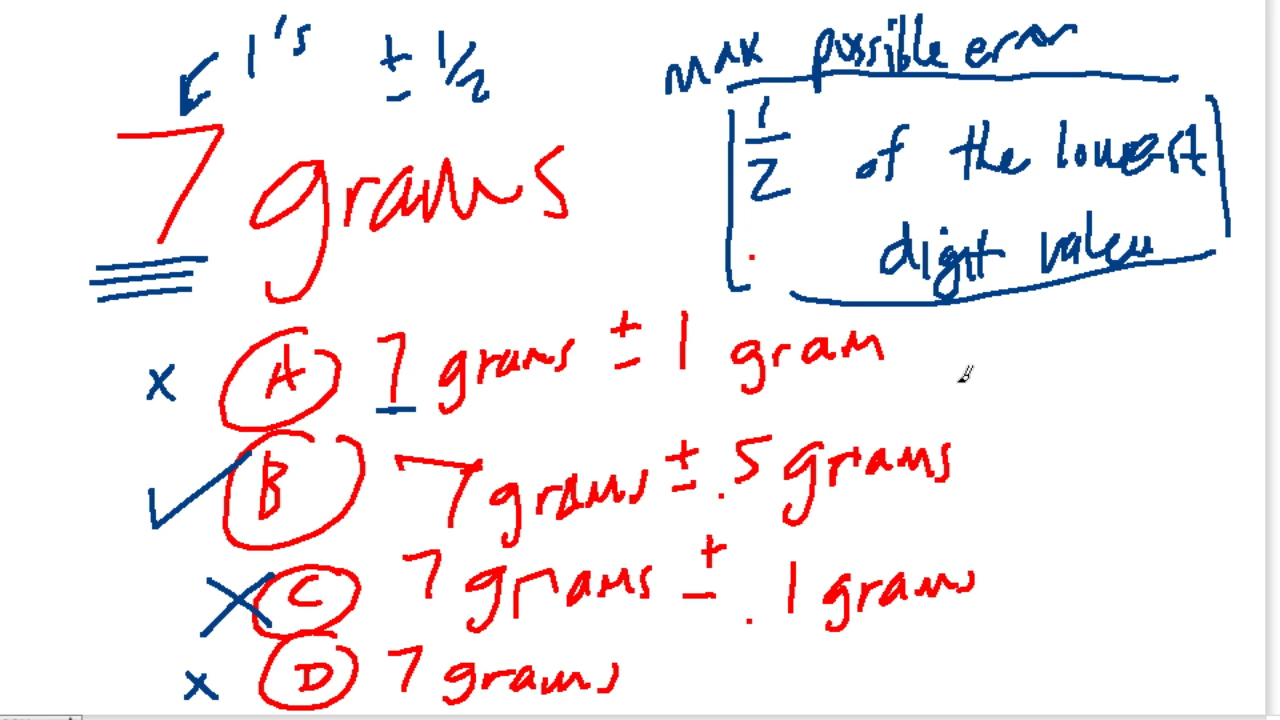 1's ± 1/2
7 grams
max possible error
1/2 of the lowest
digit value
x A 7 grams ± 1 gram
✓ B 7 grams ± .5 grams
x C 7 grams ± .1 grams
x D 7 grams